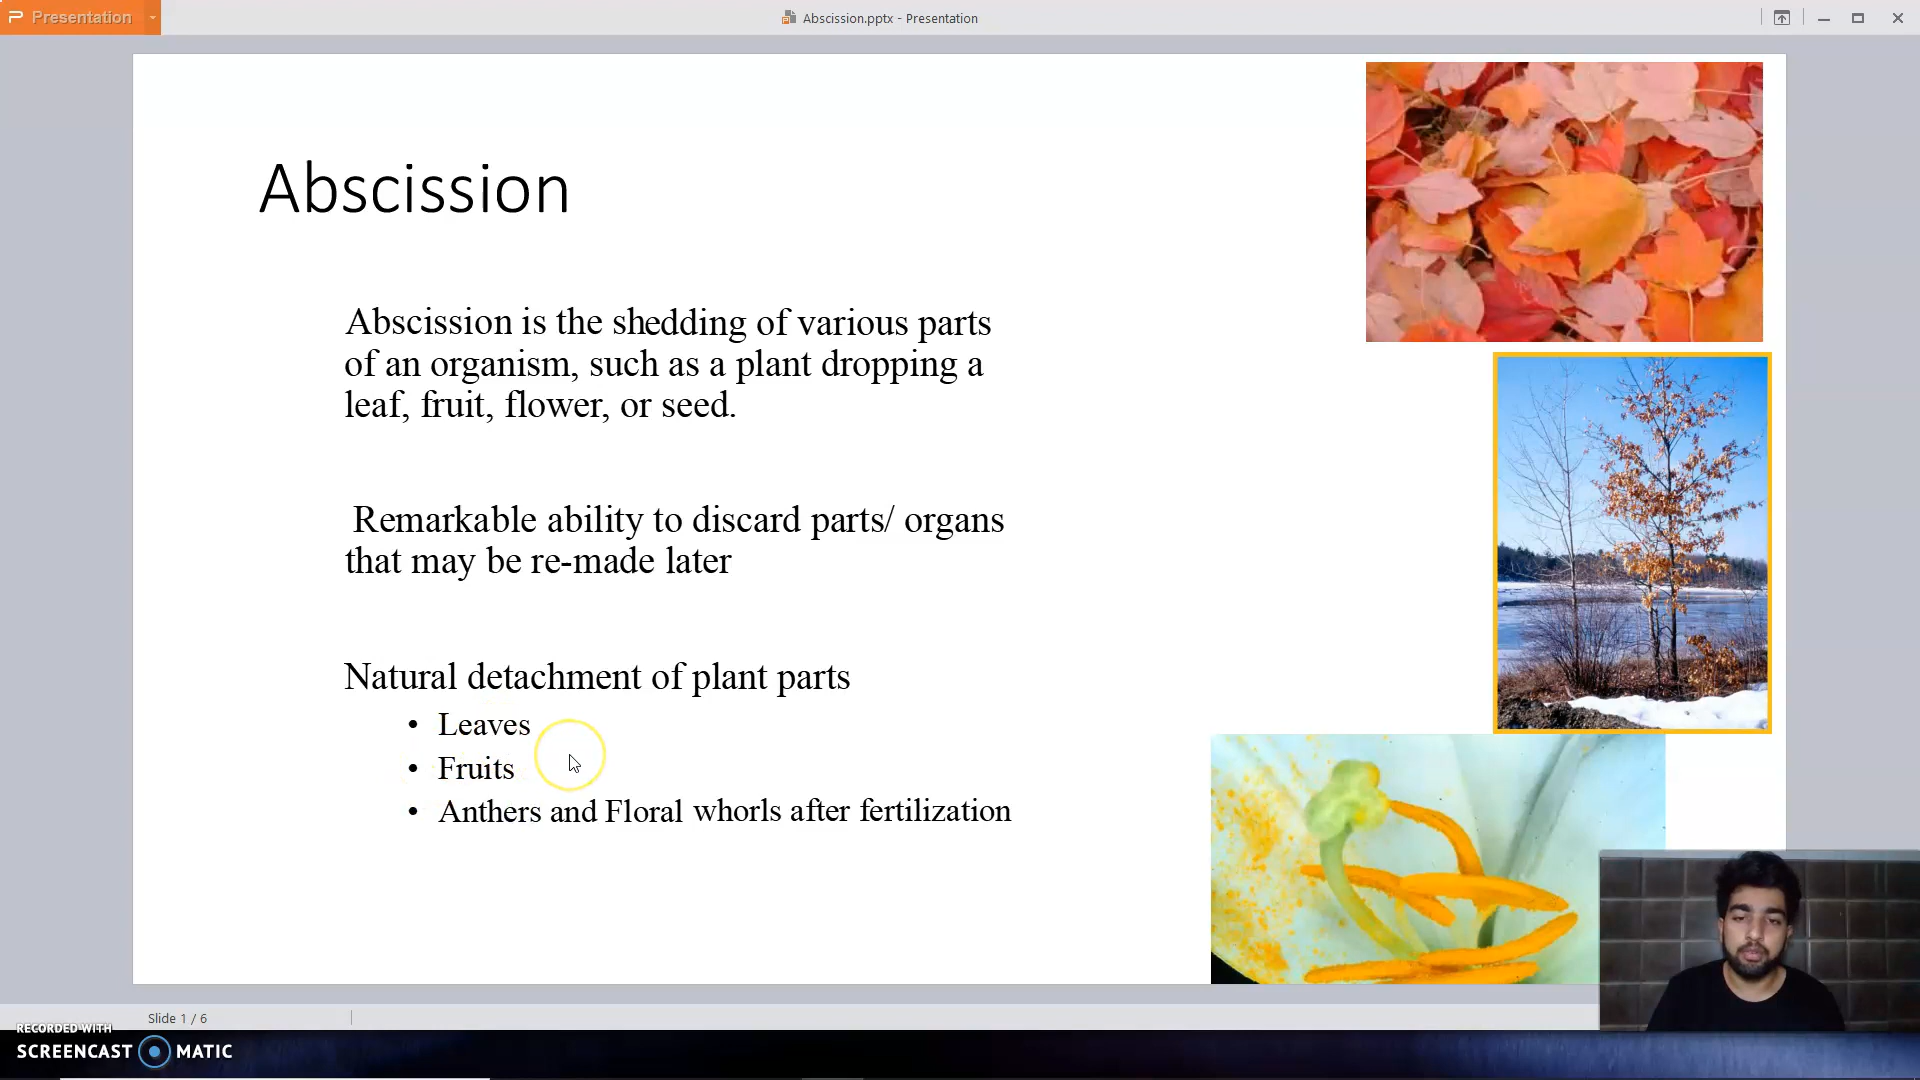 Presentation
Abscission.pptx - Presentation
Abscission
Abscission is the shedding of various parts
of an organism, such as a plant dropping a
leaf, fruit, flower, or seed.
Remarkable ability to discard parts/ organs
that may be re-made later
Natural detachment of plant parts
• Leaves
• Fruits
• Anthers and Floral whorls after fertilization
Slide 1 / 6
RECORDED WITH
SCREENCAST MATIC